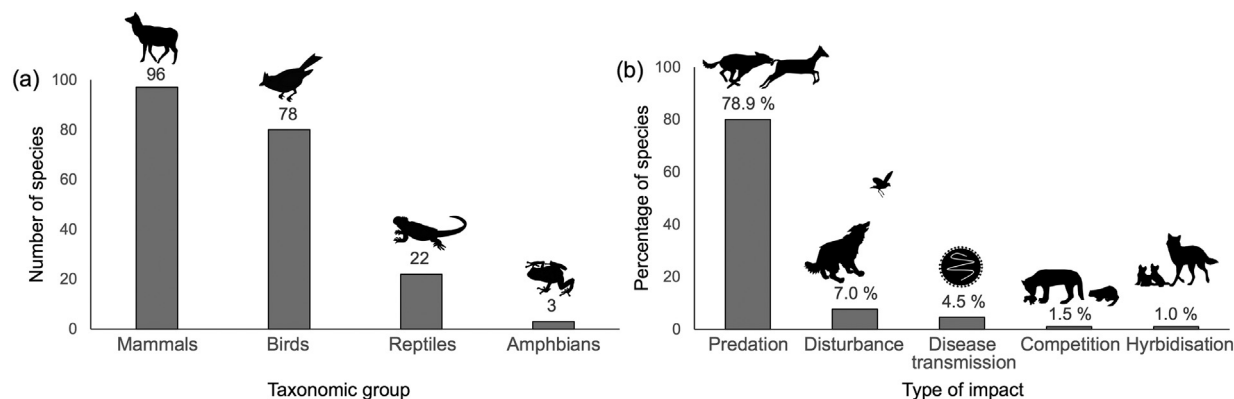 (a)
Number of species
100
80
60
40
20
0
96
78
22
3
Mammals
Birds
Reptiles
Amphbians
Taxonomic group
(b)
Percentage of species
100
80
60
40
20
0
78.9 %
7.0 %
4.5 %
1.5 %
1.0 %
Predation
Disturbance
Disease
transmission
Competition
Hyrbidisation
Type of impact